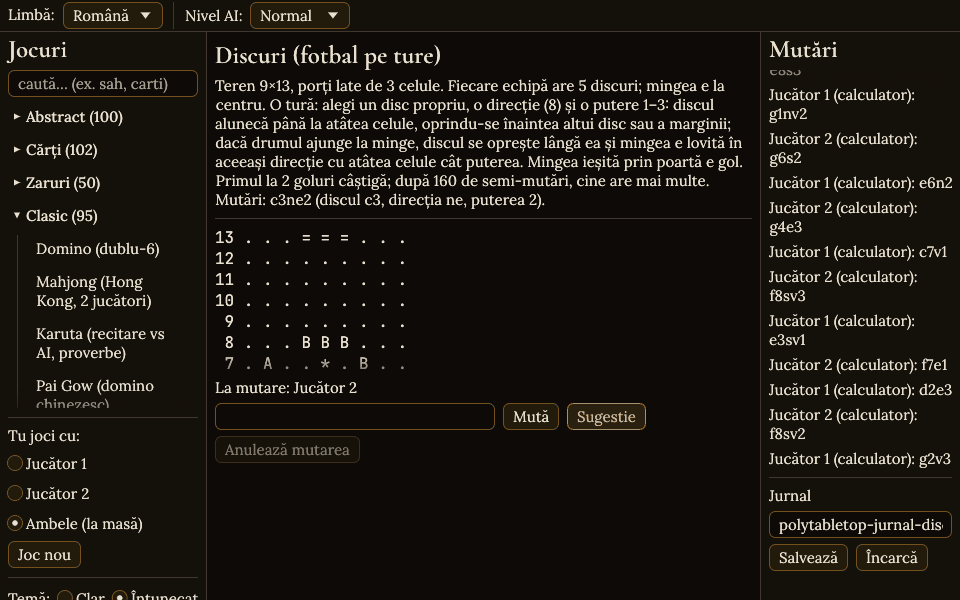 Limbă: Română ▼ Nivel AI: Normal ▼
Jocuri
caută... (ex. sah, carti)
▸ Abstract (100)
▸ Cărți (102)
▸ Zaruri (50)
▾ Clasic (95)
Domino (dublu-6)
Mahjong (Hong
Kong, 2 jucători)
Karuta (recitare vs
AI, proverbe)
Pai Gow (domino
chinezesc)
Tu joci cu:
Jucător 1
Jucător 2
Ambele (la masă)
Joc nou
Temă: Clar Întunecat
Discuri (fotbal pe ture)
Teren 9×13, porți late de 3 celule. Fiecare echipă are 5 discuri; mingea e la
centru. O tură: alegi un disc propriu, o direcție (8) și o putere 1–3: discul
alunecă până la atâtea celule, oprindu-se înaintea altui disc sau a marginii;
dacă drumul ajunge la minge, discul se oprește lângă ea și mingea e lovită în
aceeași direcție cu atâtea celule cât puterea. Mingea ieșită prin poartă e gol.
Primul la 2 goluri câștigă; după 160 de semi-mutări, cine are mai multe.
Mutări: c3ne2 (discul c3, direcția ne, puterea 2).
13 . . . = = = . . .
12 . . . . . . . . .
11 . . . . . . . . .
10 . . . . . . . . .
9 . . . . . . . . .
8 . . . B B B . . .
7 . A . . * . B . .
La mutare: Jucător 2
Mută Sugestie
Anulează mutarea
Mutări
e8s3
Jucător 1 (calculator):
g1nv2
Jucător 2 (calculator):
g6s2
Jucător 1 (calculator): e6n2
Jucător 2 (calculator):
g4e3
Jucător 1 (calculator): c7v1
Jucător 2 (calculator):
f8sv3
Jucător 1 (calculator):
e3sv1
Jucător 2 (calculator): f7e1
Jucător 1 (calculator): d2e3
Jucător 2 (calculator):
f8sv2
Jucător 1 (calculator): g2v3
Jurnal
polytabletop-jurnal-dis
Salvează Încarcă